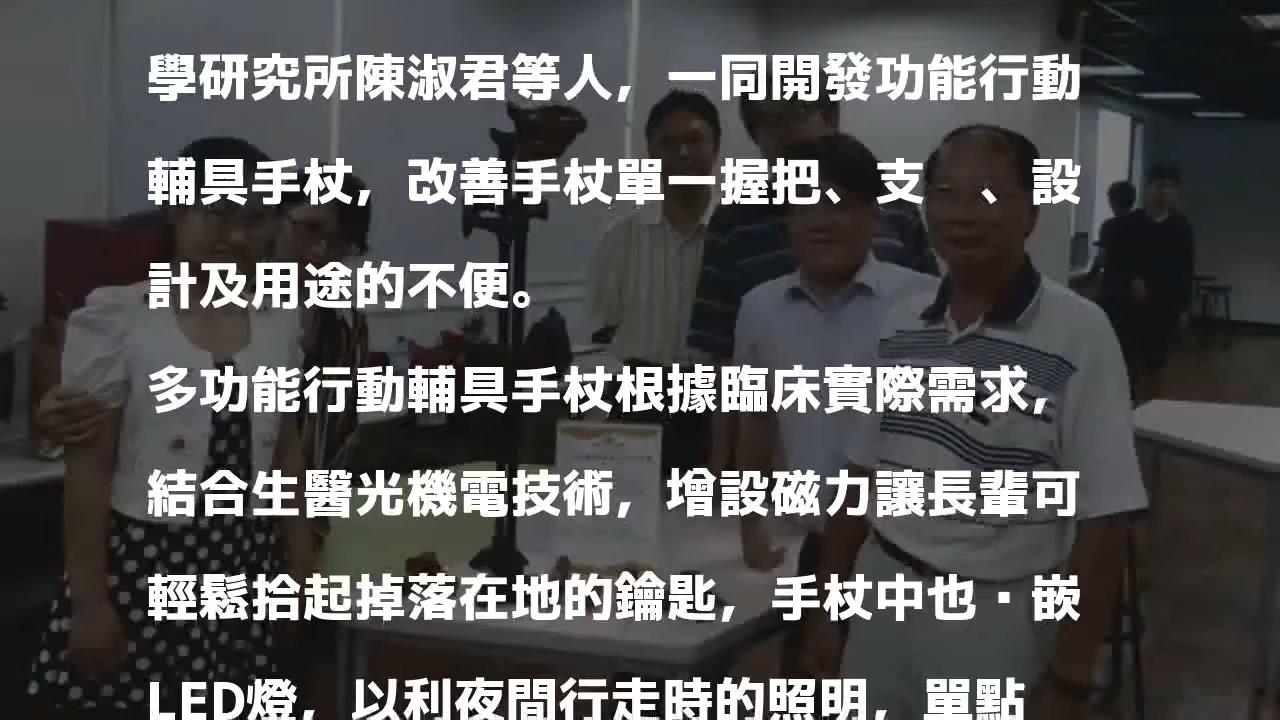 學研究所陳淑君等人，一同開發功能行動
輔具手杖，改善手杖單一握把、支 、設
計及用途的不便。
多功能行動輔具手杖根據臨床實際需求，
結合生醫光機電技術，增設磁力讓長輩可
輕鬆拾起掉落在地的鑰匙，手杖中也·嵌
LED燈，以利夜間行走時的照明，單點